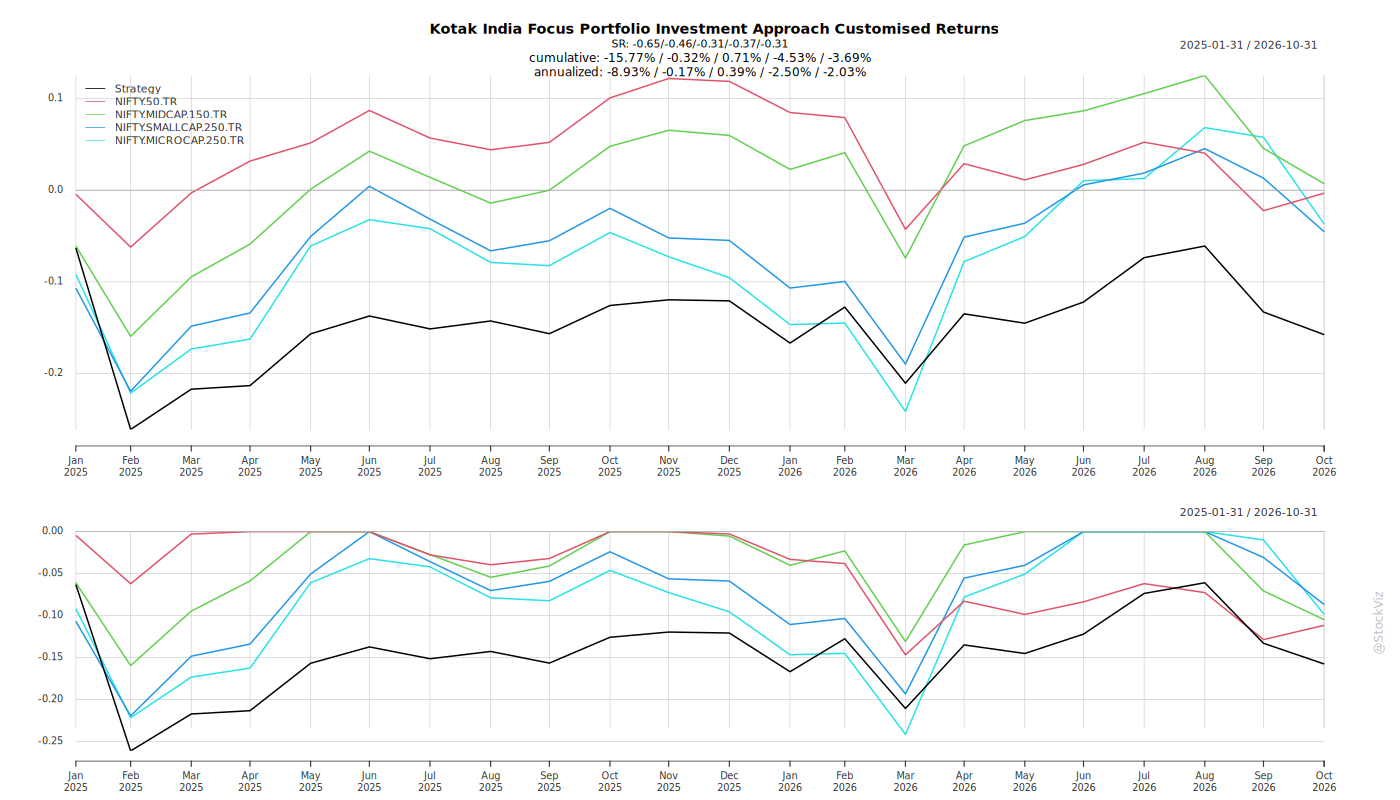 Kotak India Focus Portfolio Investment Approach Customised Returns
SR: -0.65/-0.46/-0.31/-0.37/-0.31
cumulative: -15.77% / -0.32% / 0.71% / -4.53% / -3.69%
annualized: -8.93% / -0.17% / 0.39% / -2.50% / -2.03%
2025-01-31 / 2026-10-31
Strategy
NIFTY.50.TR
NIFTY.MIDCAP.150.TR
NIFTY.SMALLCAP.250.TR
NIFTY.MICROCAP.250.TR
0.1
0.0
-0.1
-0.2
Jan Feb Mar Apr May Jun Jul Aug Sep Oct Nov Dec Jan Feb Mar Apr May Jun Jul Aug Sep Oct
2025 2025 2025 2025 2025 2025 2025 2025 2025 2025 2025 2025 2026 2026 2026 2026 2026 2026 2026 2026 2026 2026
2025-01-31 / 2026-10-31
0.00
-0.05
-0.10
-0.15
-0.20
-0.25
Jan Feb Mar Apr May Jun Jul Aug Sep Oct Nov Dec Jan Feb Mar Apr May Jun Jul Aug Sep Oct
2025 2025 2025 2025 2025 2025 2025 2025 2025 2025 2025 2025 2026 2026 2026 2026 2026 2026 2026 2026 2026 2026
@StockViz